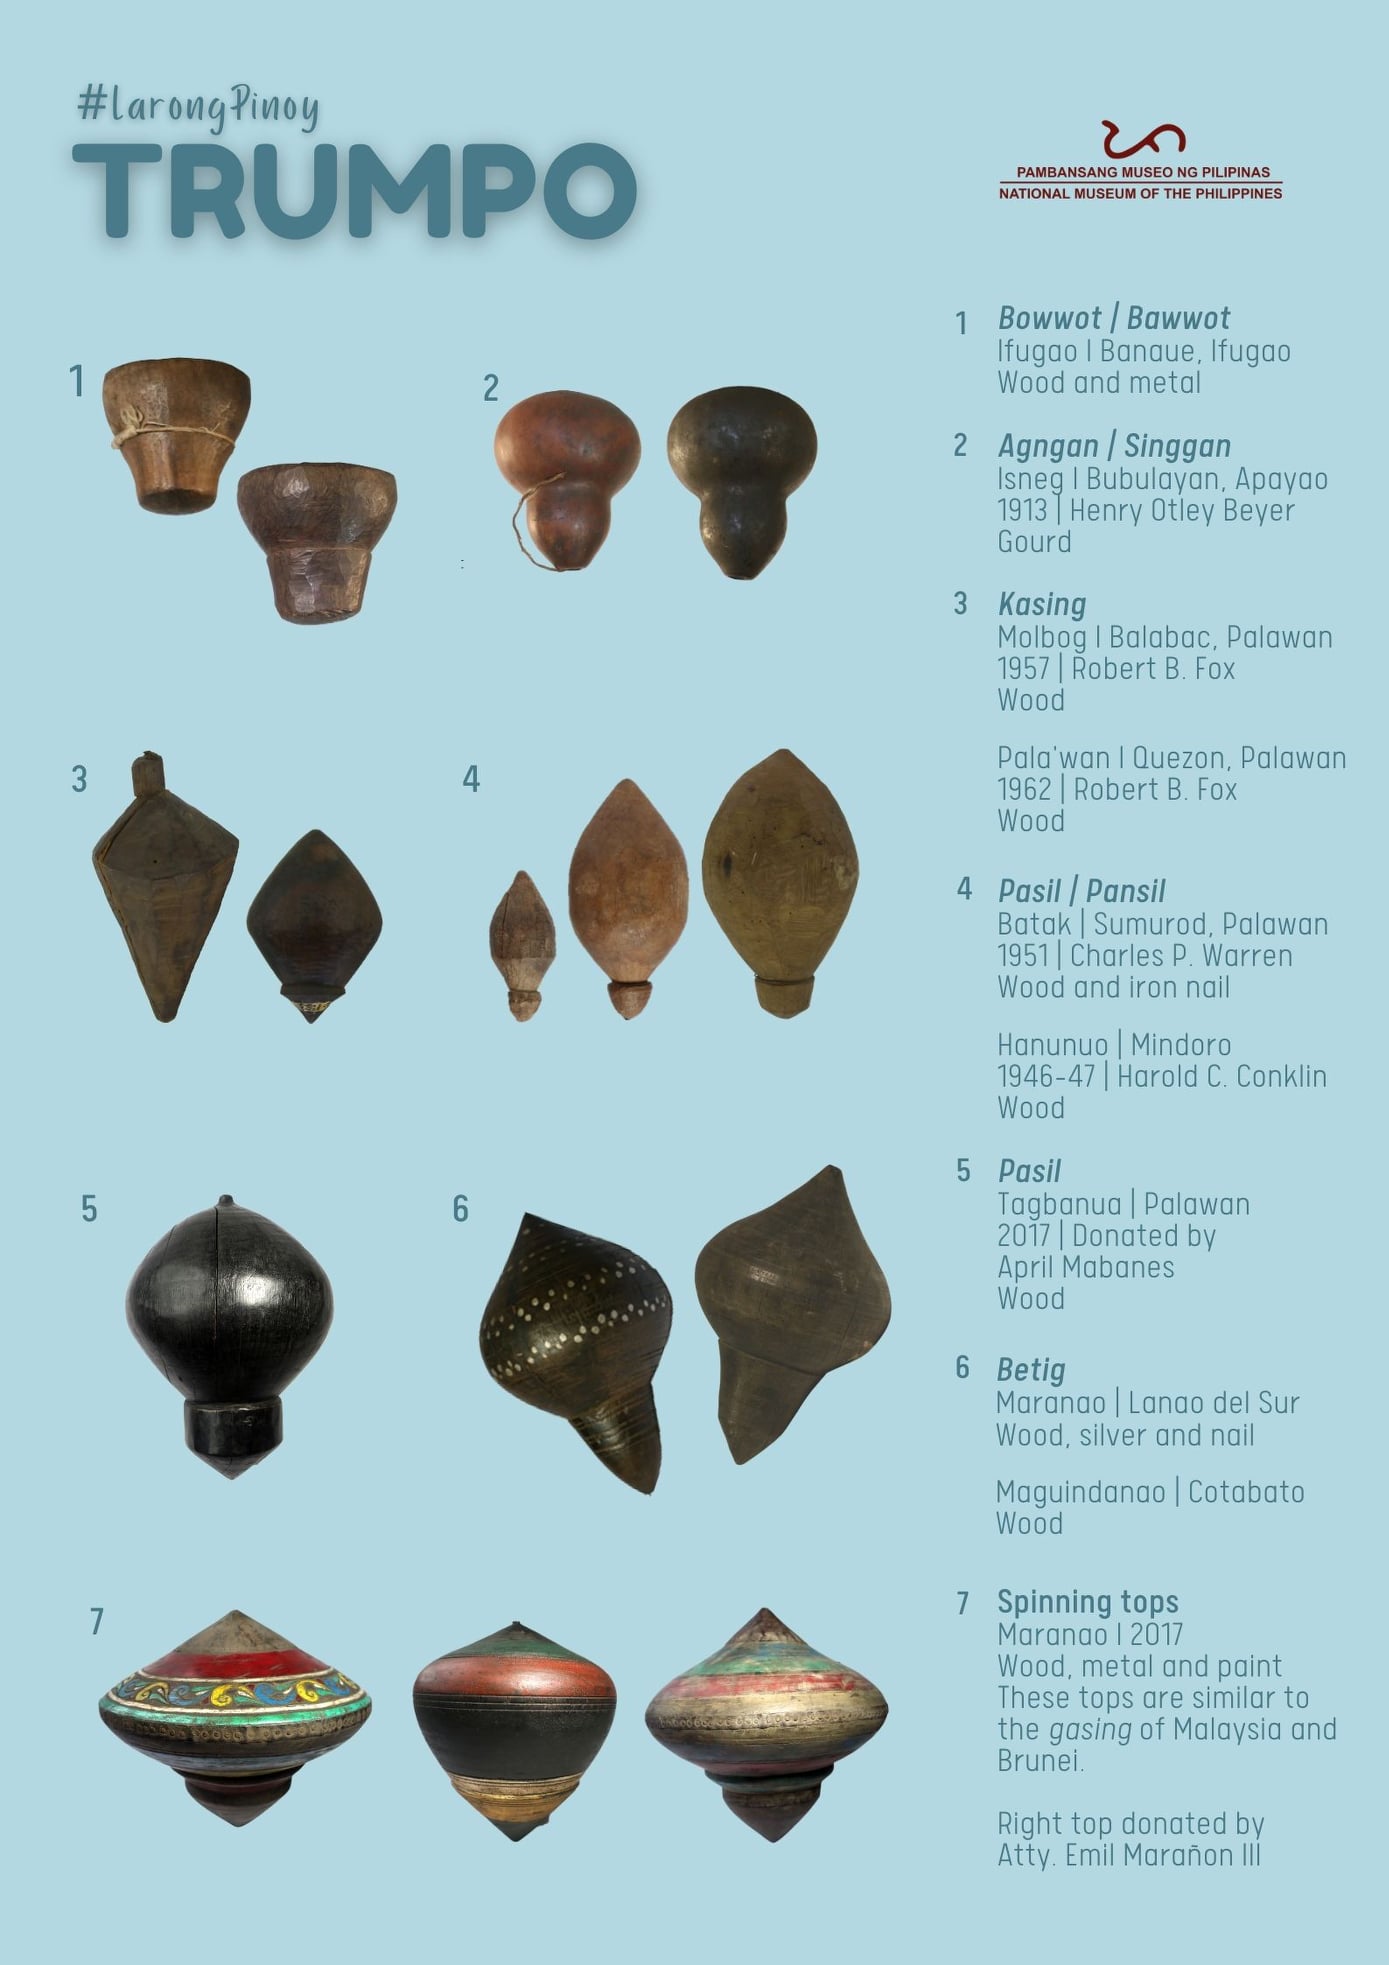 #LarongPinoy
TRUMPO
PAMBANSANG MUSEO NG PILIPINAS
NATIONAL MUSEUM OF THE PHILIPPINES
1
2
3
4
5
6
7
1 Bowwot / Bawwot
Ifugao | Banaue, Ifugao
Wood and metal
2 Agngan / Singgan
Isneg | Bubulayan, Apayao
1913 | Henry Otley Beyer
Gourd
3 Kasing
Molbog | Balabac, Palawan
1957 | Robert B. Fox
Wood
Pala'wan | Quezon, Palawan
1962 | Robert B. Fox
Wood
4 Pasil / Pansil
Batak | Sumurod, Palawan
1951 | Charles P. Warren
Wood and iron nail
Hanunuo | Mindoro
1946-47 | Harold C. Conklin
Wood
5 Pasil
Tagbanua | Palawan
2017 | Donated by
April Mabanes
Wood
6 Betig
Maranao | Lanao del Sur
Wood, silver and nail
Maguindanao | Cotabato
Wood
7 Spinning tops
Maranao | 2017
Wood, metal and paint
These tops are similar to
the gasing of Malaysia and
Brunei.
Right top donated by
Atty. Emil Marañon III